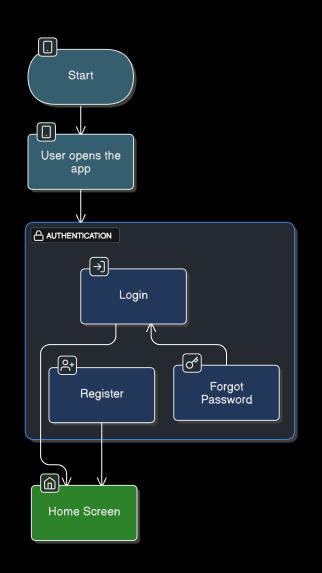 Start
User opens the
app
AUTHENTICATION
Login
Register
Forgot
Password
Home Screen